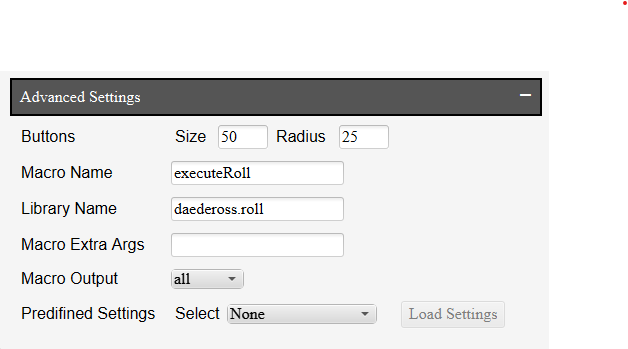 Advanced Settings
Buttons Size 50 Radius 25
Macro Name executeRoll
Library Name daedeross.roll
Macro Extra Args
Macro Output all
Predifined Settings Select None Load Settings